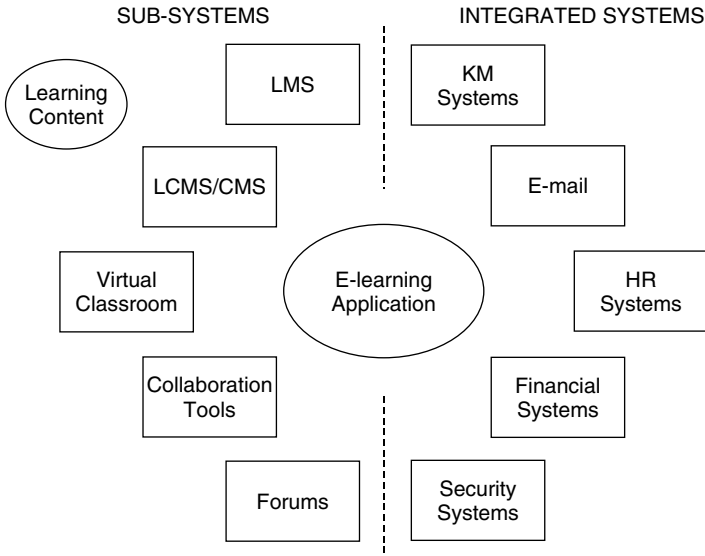 SUB-SYSTEMS
INTEGRATED SYSTEMS
Learning
Content
LMS
KM
Systems
LCMS/CMS
E-mail
Virtual
Classroom
E-learning
Application
HR
Systems
Collaboration
Tools
Financial
Systems
Forums
Security
Systems